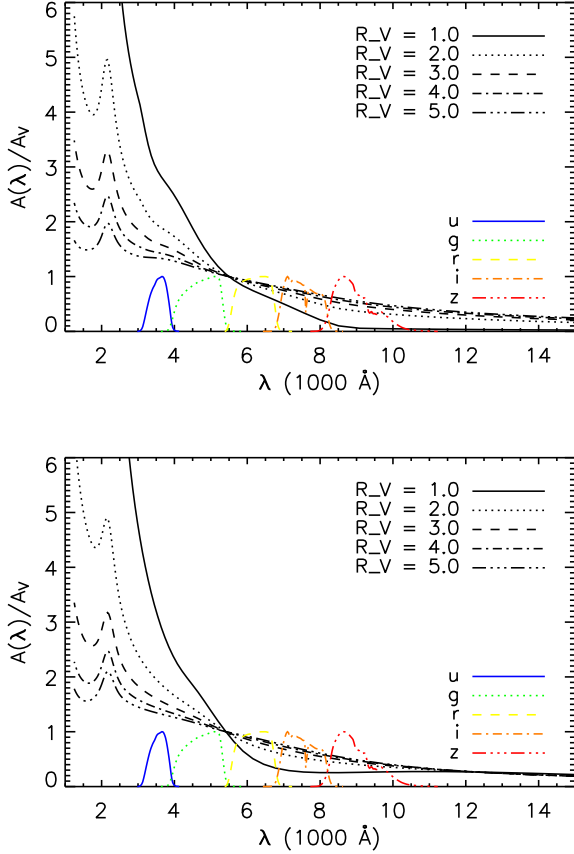 6
5
4
3
2
1
0
A(λ)/Av
R_V = 1.0
R_V = 2.0
R_V = 3.0
R_V = 4.0
R_V = 5.0
u
g
r
i
z
2 4 6 8 10 12 14
λ (1000 Å)
6
5
4
3
2
1
0
A(λ)/Av
R_V = 1.0
R_V = 2.0
R_V = 3.0
R_V = 4.0
R_V = 5.0
u
g
r
i
z
2 4 6 8 10 12 14
λ (1000 Å)